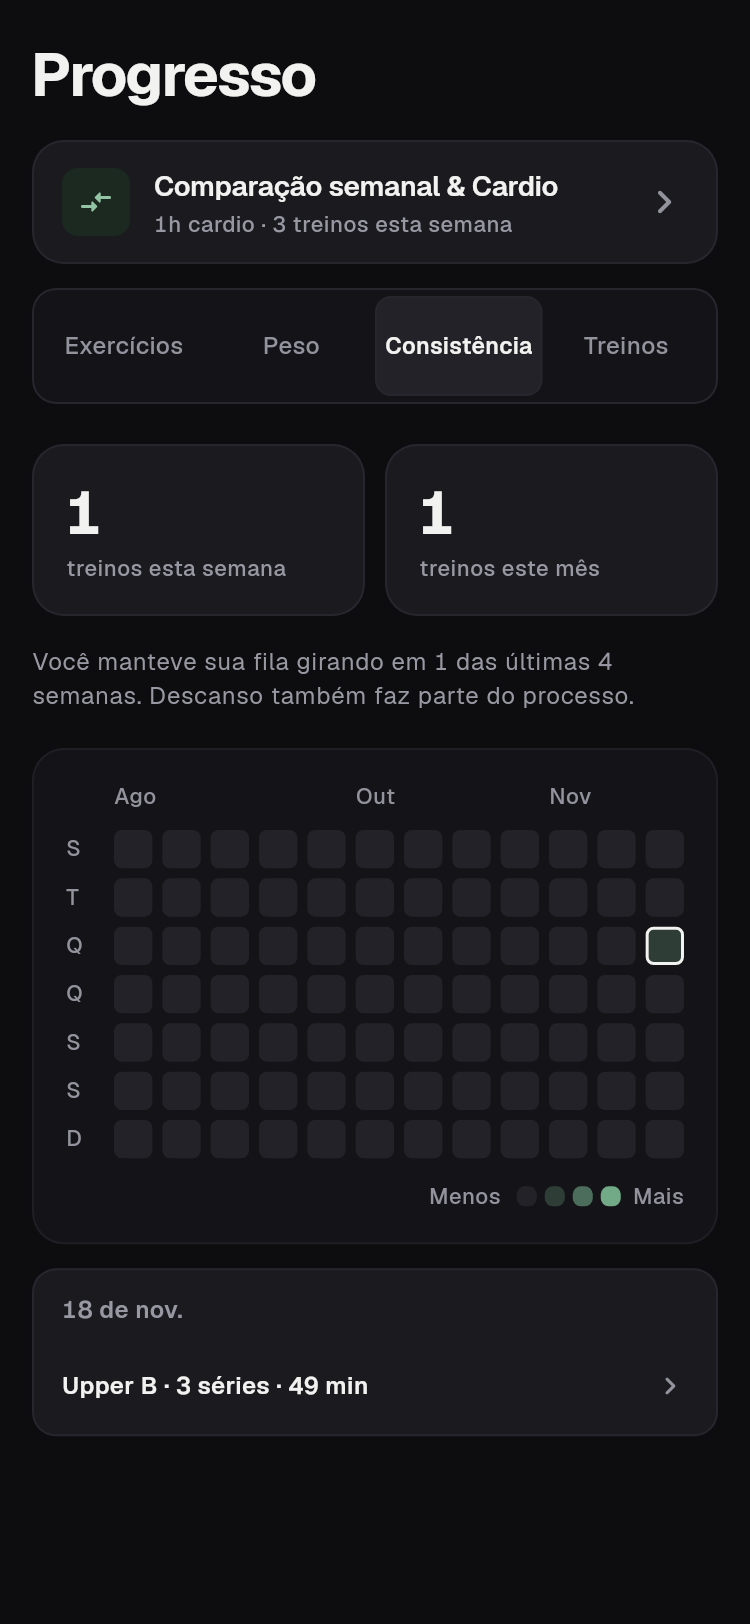 Progresso
Comparação semanal & Cardio
1h cardio · 3 treinos esta semana
Exercícios Peso Consistência Treinos
1
treinos esta semana
1
treinos este mês
Você manteve sua fila girando em 1 das últimas 4
semanas. Descanso também faz parte do processo.
Ago Out Nov
S
T
Q
Q
S
S
D
Menos Mais
18 de nov.
Upper B · 3 séries · 49 min